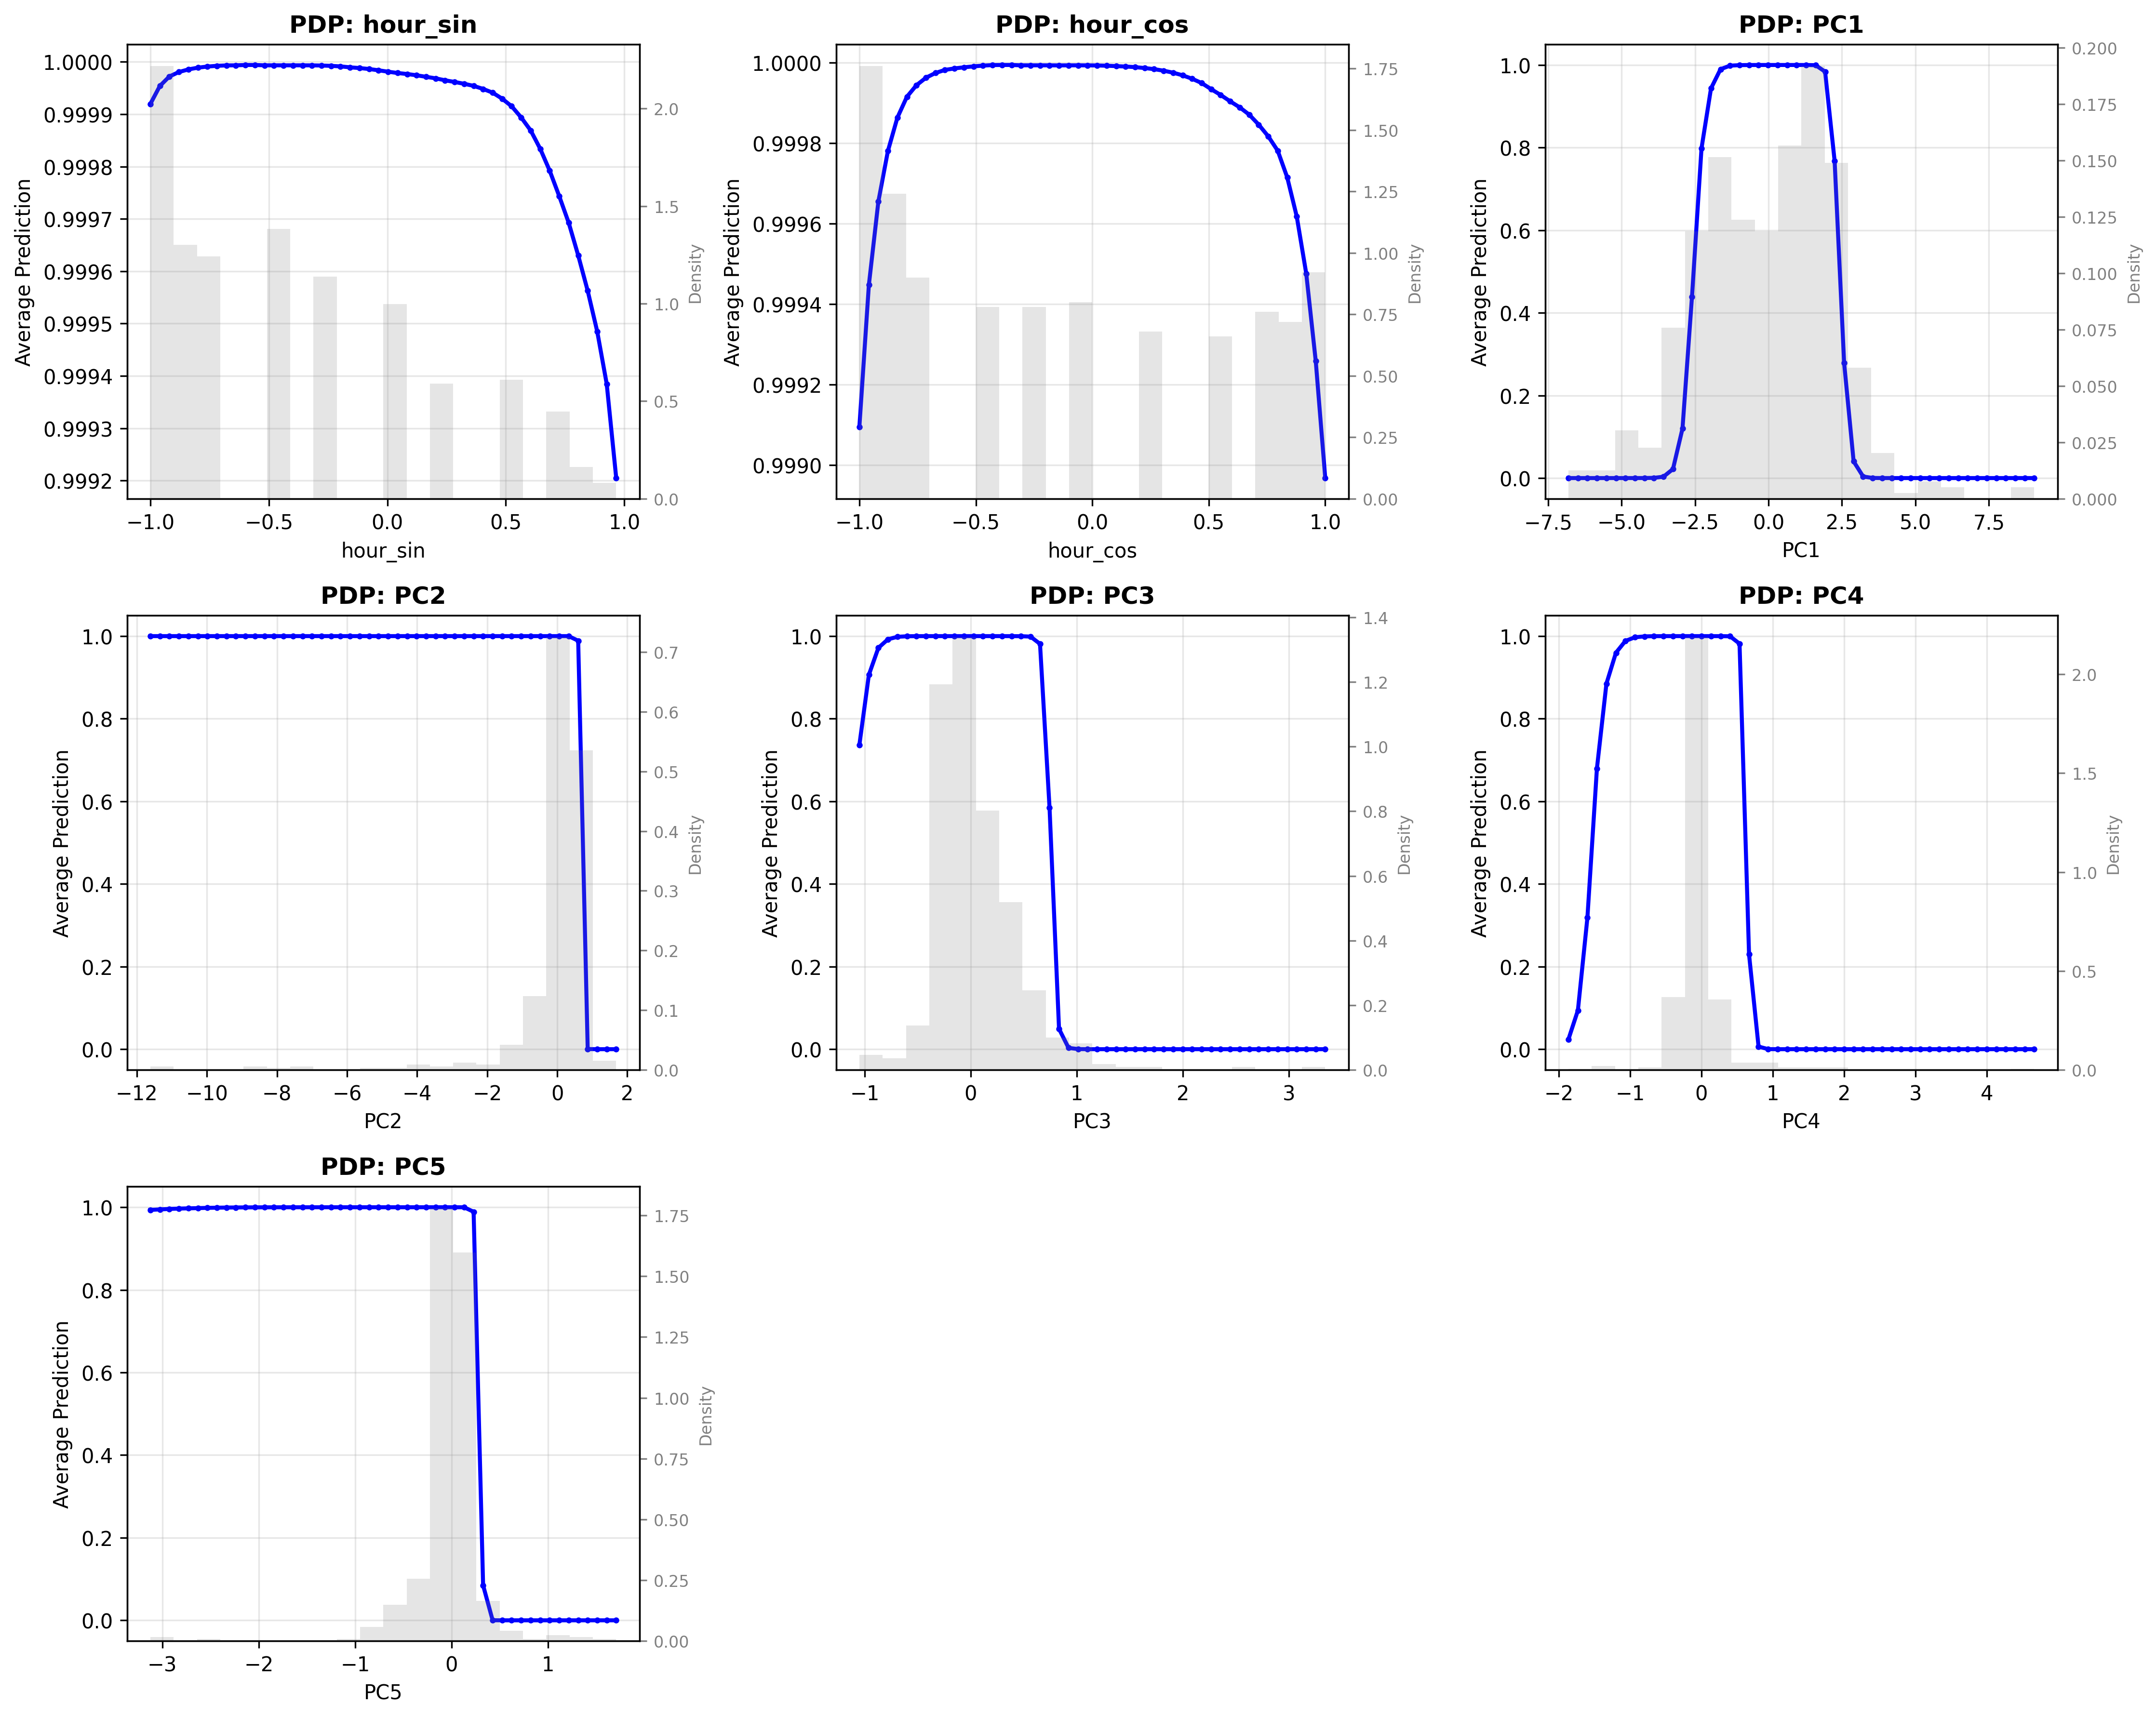 PDP: hour_sin
1.0000
0.9999
0.9998
0.9997
0.9996
0.9995
0.9994
0.9993
0.9992
Average Prediction
−1.0 −0.5 0.0 0.5 1.0
hour_sin
2.0
1.5
1.0
0.5
0.0
Density
PDP: hour_cos
1.0000
0.9998
0.9996
0.9994
0.9992
0.9990
Average Prediction
−1.0 −0.5 0.0 0.5 1.0
hour_cos
1.75
1.50
1.25
1.00
0.75
0.50
0.25
0.00
Density
PDP: PC1
1.0
0.8
0.6
0.4
0.2
0.0
Average Prediction
−7.5 −5.0 −2.5 0.0 2.5 5.0 7.5
PC1
0.200
0.175
0.150
0.125
0.100
0.075
0.050
0.025
0.000
Density
PDP: PC2
1.0
0.8
0.6
0.4
0.2
0.0
Average Prediction
−12 −10 −8 −6 −4 −2 0 2
PC2
0.7
0.6
0.5
0.4
0.3
0.2
0.1
0.0
Density
PDP: PC3
1.0
0.8
0.6
0.4
0.2
0.0
Average Prediction
−1 0 1 2 3
PC3
1.4
1.2
1.0
0.8
0.6
0.4
0.2
0.0
Density
PDP: PC4
1.0
0.8
0.6
0.4
0.2
0.0
Average Prediction
−2 −1 0 1 2 3 4
PC4
2.0
1.5
1.0
0.5
0.0
Density
PDP: PC5
1.0
0.8
0.6
0.4
0.2
0.0
Average Prediction
−3 −2 −1 0 1
PC5
1.75
1.50
1.25
1.00
0.75
0.50
0.25
0.00
Density